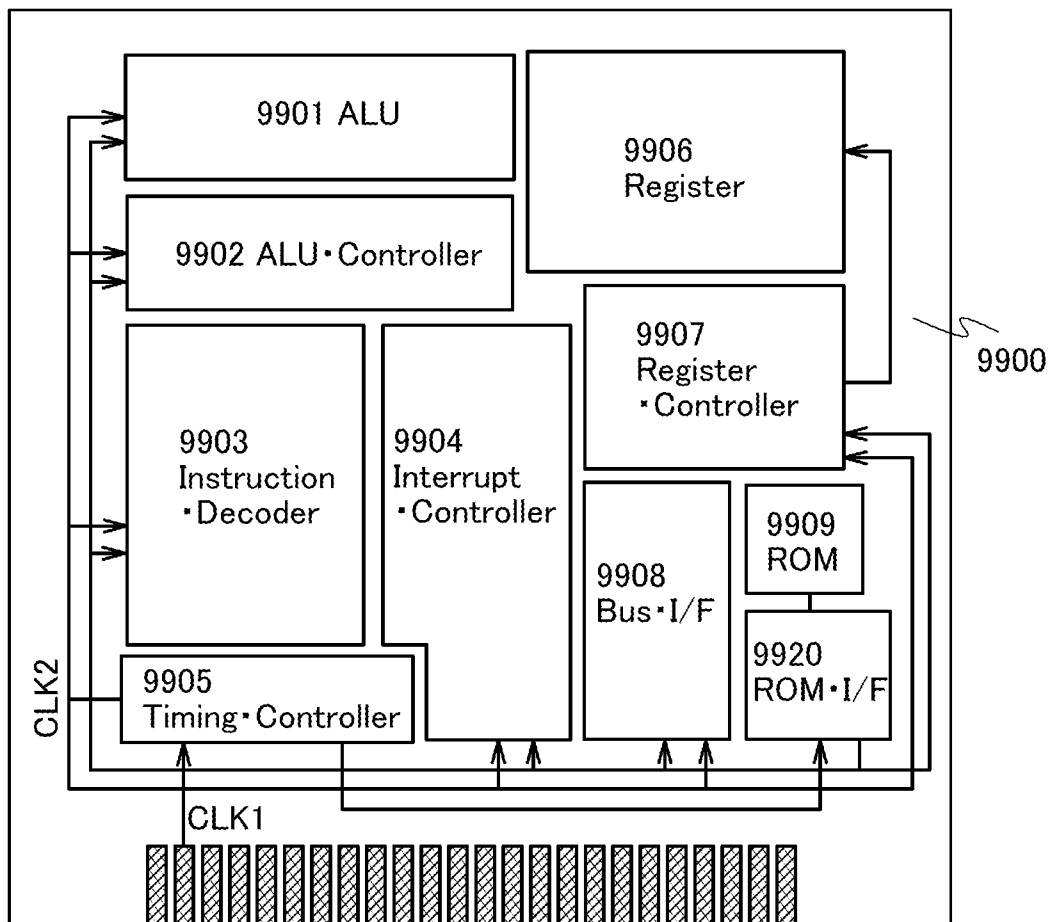 9901 ALU
9902 ALU·Controller
9903
Instruction
·Decoder
9904
Interrupt
·Controller
9905
Timing·Controller
9906
Register
9907
Register
·Controller
9900
9908
Bus·I/F
9909
ROM
9920
ROM·I/F
CLK2
CLK1